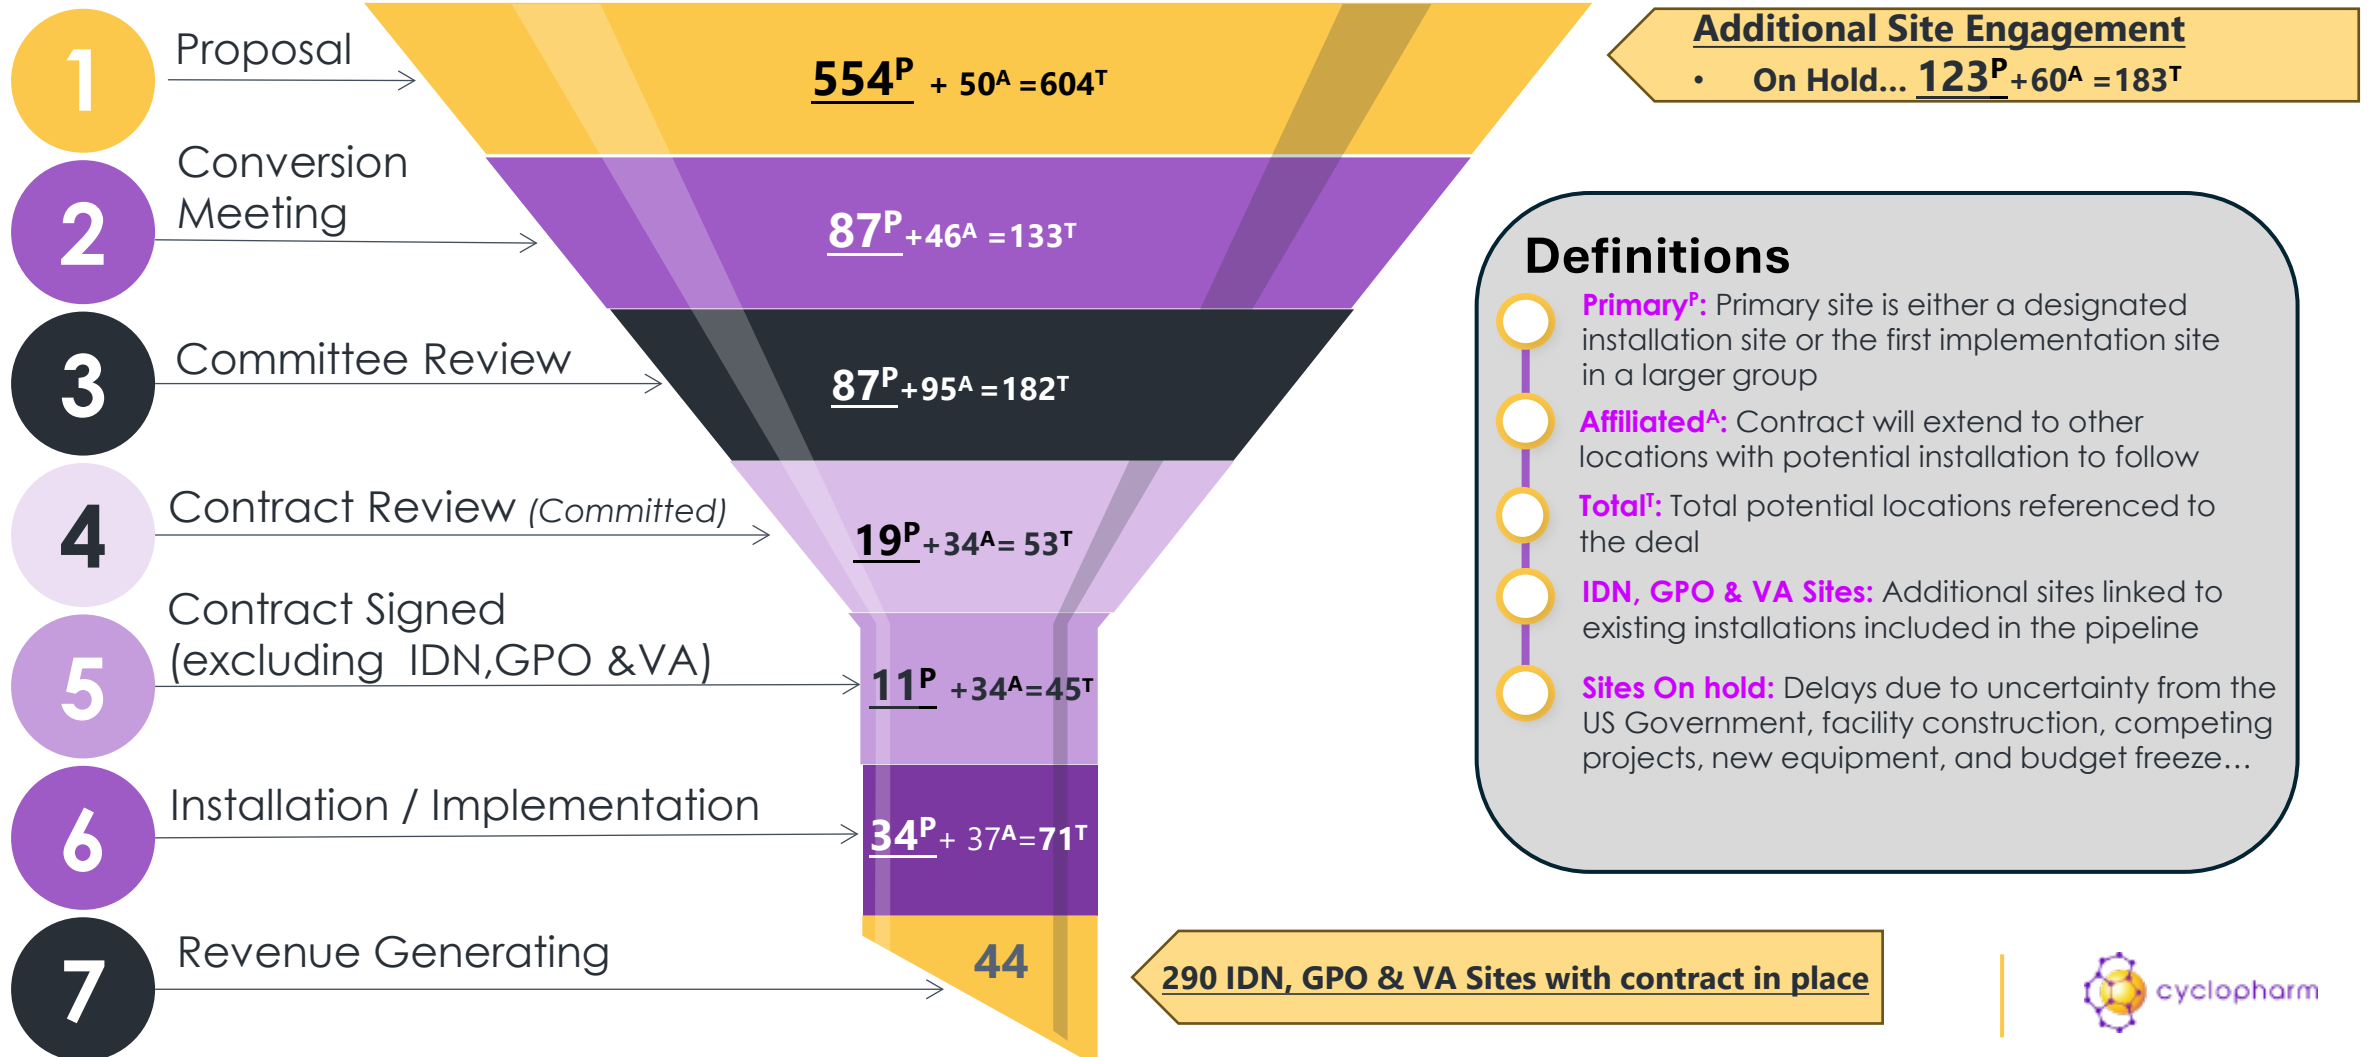 1
Proposal
554ᴾ + 50ᴬ =604ᵀ
Additional Site Engagement
• On Hold... 123ᴾ+60ᴬ =183ᵀ
2
Conversion
Meeting
87ᴾ+46ᴬ =133ᵀ
3
Committee Review
87ᴾ+95ᴬ =182ᵀ
4
Contract Review (Committed)
19ᴾ+34ᴬ= 53ᵀ
5
Contract Signed
(excluding IDN,GPO &VA)
11ᴾ +34ᴬ=45ᵀ
6
Installation / Implementation
34ᴾ+ 37ᴬ=71ᵀ
7
Revenue Generating
44
290 IDN, GPO & VA Sites with contract in place
Definitions
Primaryᴾ: Primary site is either a designated
installation site or the first implementation site
in a larger group
Affiliatedᴬ: Contract will extend to other
locations with potential installation to follow
Totalᵀ: Total potential locations referenced to
the deal
IDN, GPO & VA Sites: Additional sites linked to
existing installations included in the pipeline
Sites On hold: Delays due to uncertainty from the
US Government, facility construction, competing
projects, new equipment, and budget freeze...
cyclopharm